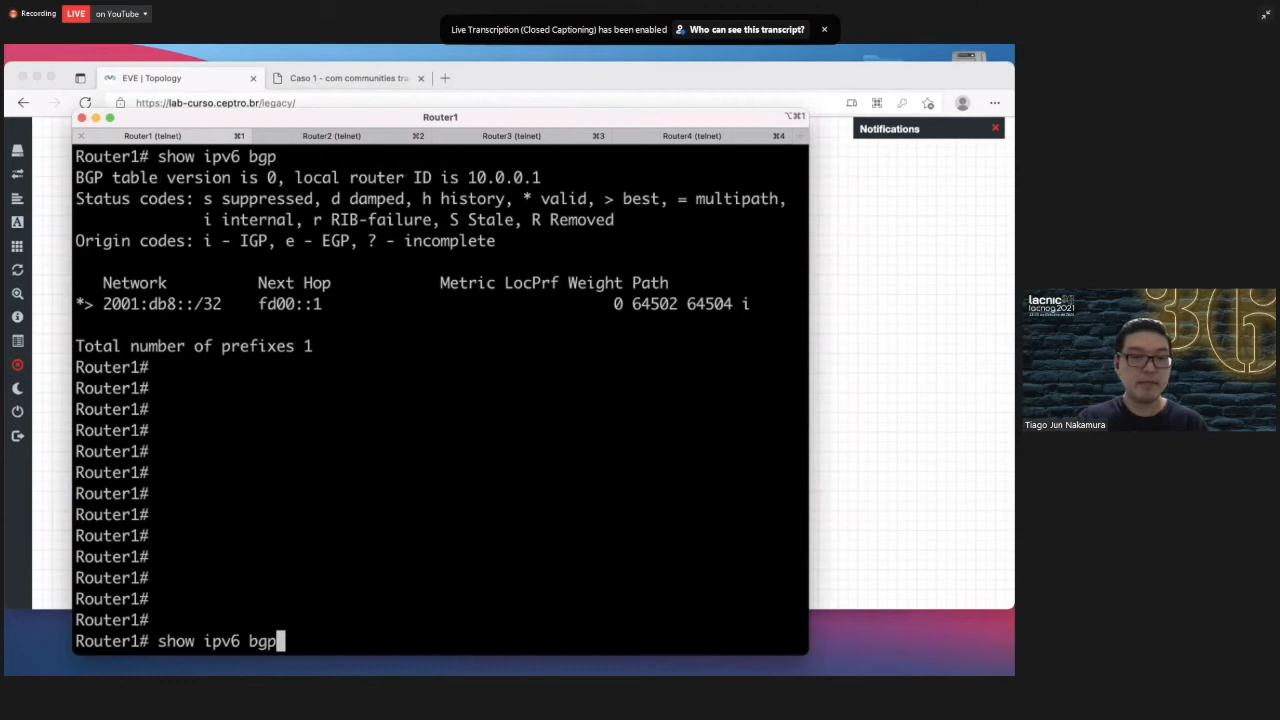 Recording
LIVE
on YouTube
Live Transcription (Closed Captioning) has been enabled
Who can see this transcript?
EVE | Topology
Caso 1 - com communities tra
https://lab-curso.ceptro.br/legacy/
Router1
⌥⌘1
Notifications
Router1 (telnet) ⌘1
Router2 (telnet) ⌘2
Router3 (telnet) ⌘3
Router4 (telnet) ⌘4
Router1# show ipv6 bgp
BGP table version is 0, local router ID is 10.0.0.1
Status codes: s suppressed, d damped, h history, * valid, > best, = multipath,
i internal, r RIB-failure, S Stale, R Removed
Origin codes: i - IGP, e - EGP, ? - incomplete
Network Next Hop Metric LocPrf Weight Path
*> 2001:db8::/32 fd00::1 0 64502 64504 i
Total number of prefixes 1
Router1#
Router1#
Router1#
Router1#
Router1#
Router1#
Router1#
Router1#
Router1#
Router1#
Router1#
Router1#
Router1#
Router1# show ipv6 bgp
lacnic 36
lacnog 2021
Tiago Jun Nakamura